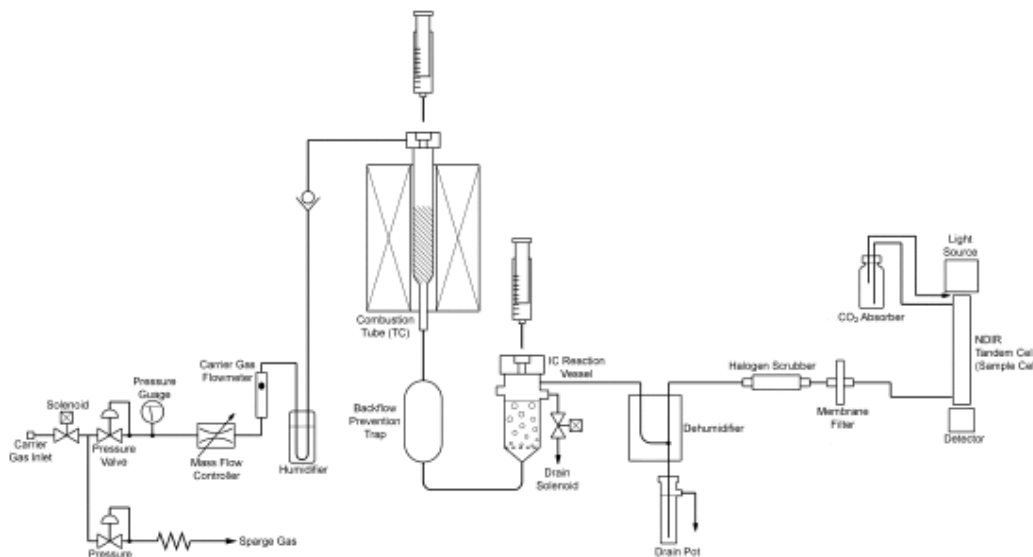 Light
Source
CO₂ Absorber
Combustion
Tube (TC)
NDIR
Tandem Cel
(Sample Cel
Carrier Gas
Flowmeter
IC Reaction
Vessel
Halogen Scrubber
Pressure
Guage
Solenoid
Backflow
Prevention
Trap
Membrane
Filter
Dehumidifier
Detector
Carrier
Gas Inlet
Pressure
Valve
Mass Flow
Controller
Humidifier
Drain
Solenoid
Sparge Gas
Pressure
Drain Pot